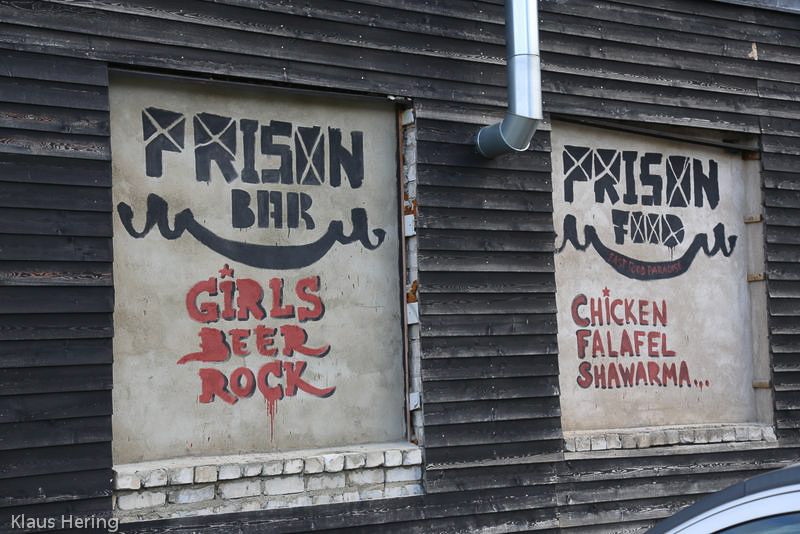 PRISON
BAR
GIRLS
BEER
ROCK
PRISON
FOOD
FAST FOOD PARADISE
CHICKEN
FALAFEL
SHAWARMA...
Klaus Hering